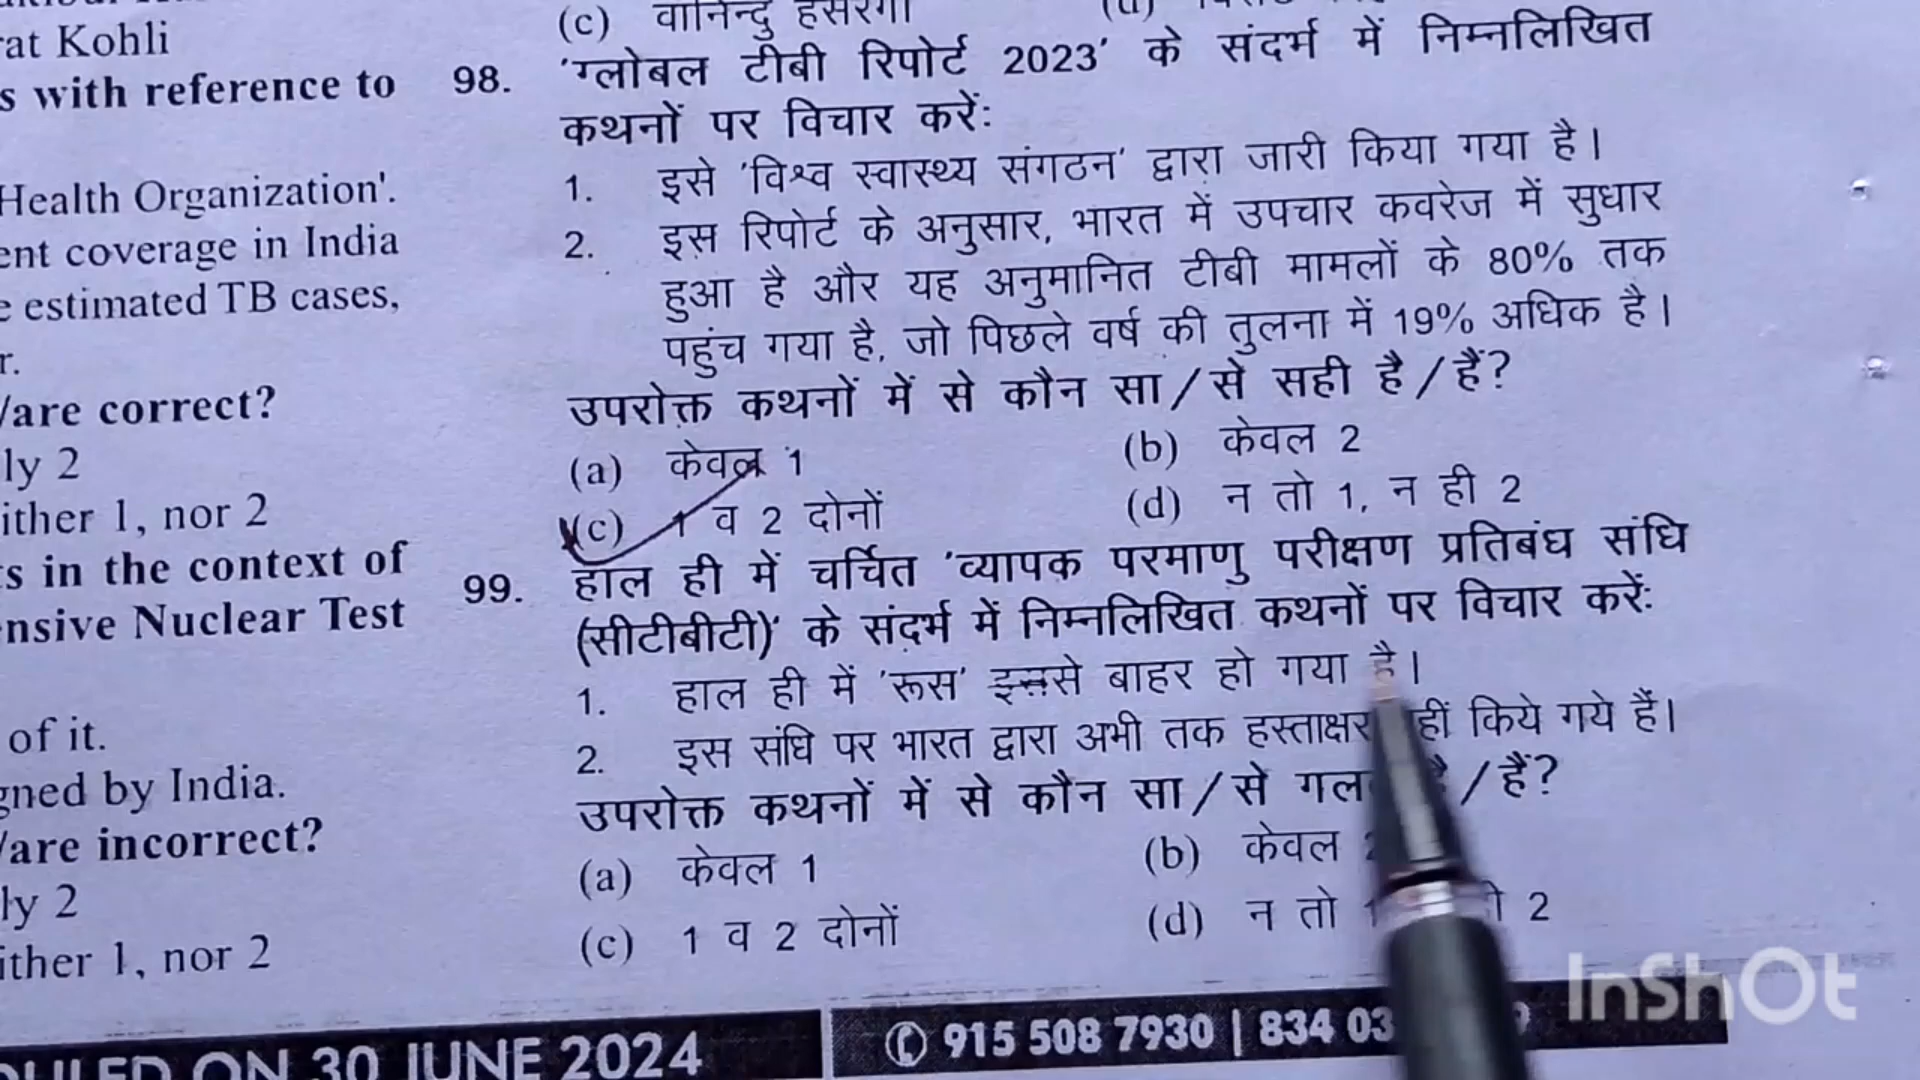 rat Kohli
s with reference to
Health Organization'.
ent coverage in India
e estimated TB cases,
r.
/are correct?
ly 2
ither 1, nor 2
s in the context of
ensive Nuclear Test
of it.
gned by India.
/are incorrect?
ly 2
ither 1, nor 2
(c) वानिन्दु हसरंगा
98. 'ग्लोबल टीबी रिपोर्ट 2023' के संदर्भ में निम्नलिखित
कथनों पर विचार करें:
1. इसे 'विश्व स्वास्थ्य संगठन' द्वारा जारी किया गया है।
2. इस रिपोर्ट के अनुसार, भारत में उपचार कवरेज में सुधार
हुआ है और यह अनुमानित टीबी मामलों के 80% तक
पहुंच गया है, जो पिछले वर्ष की तुलना में 19% अधिक है।
उपरोक्त कथनों में से कौन सा/से सही है/हैं?
(a) केवल 1 (b) केवल 2
(c) 1 व 2 दोनों (d) न तो 1, न ही 2
99. हाल ही में चर्चित 'व्यापक परमाणु परीक्षण प्रतिबंध संधि
(सीटीबीटी)' के संदर्भ में निम्नलिखित कथनों पर विचार करें:
1. हाल ही में 'रूस' इससे बाहर हो गया है।
2. इस संधि पर भारत द्वारा अभी तक हस्ताक्षर हीं किये गये हैं।
उपरोक्त कथनों में से कौन सा/से गल है/हैं?
(a) केवल 1 (b) केवल
(c) 1 व 2 दोनों (d) न तो ी 2
DULED ON 30 JUNE 2024
915 508 7930 | 834 03
InShOt